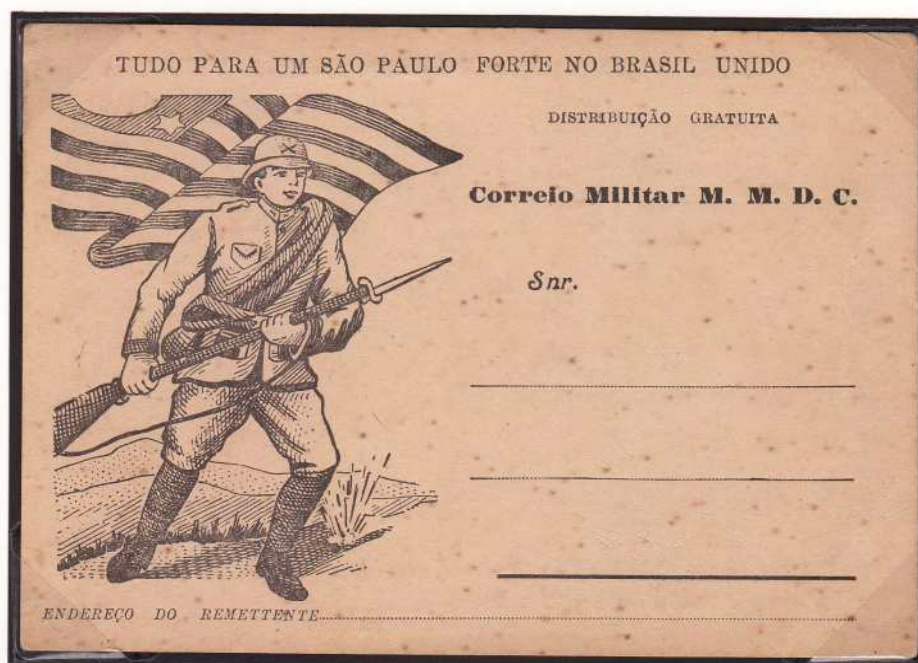 TUDO PARA UM SÃO PAULO FORTE NO BRASIL UNIDO
DISTRIBUIÇÃO GRATUITA
Correio Militar M. M. D. C.
Snr.
ENDEREÇO DO REMETTENTE